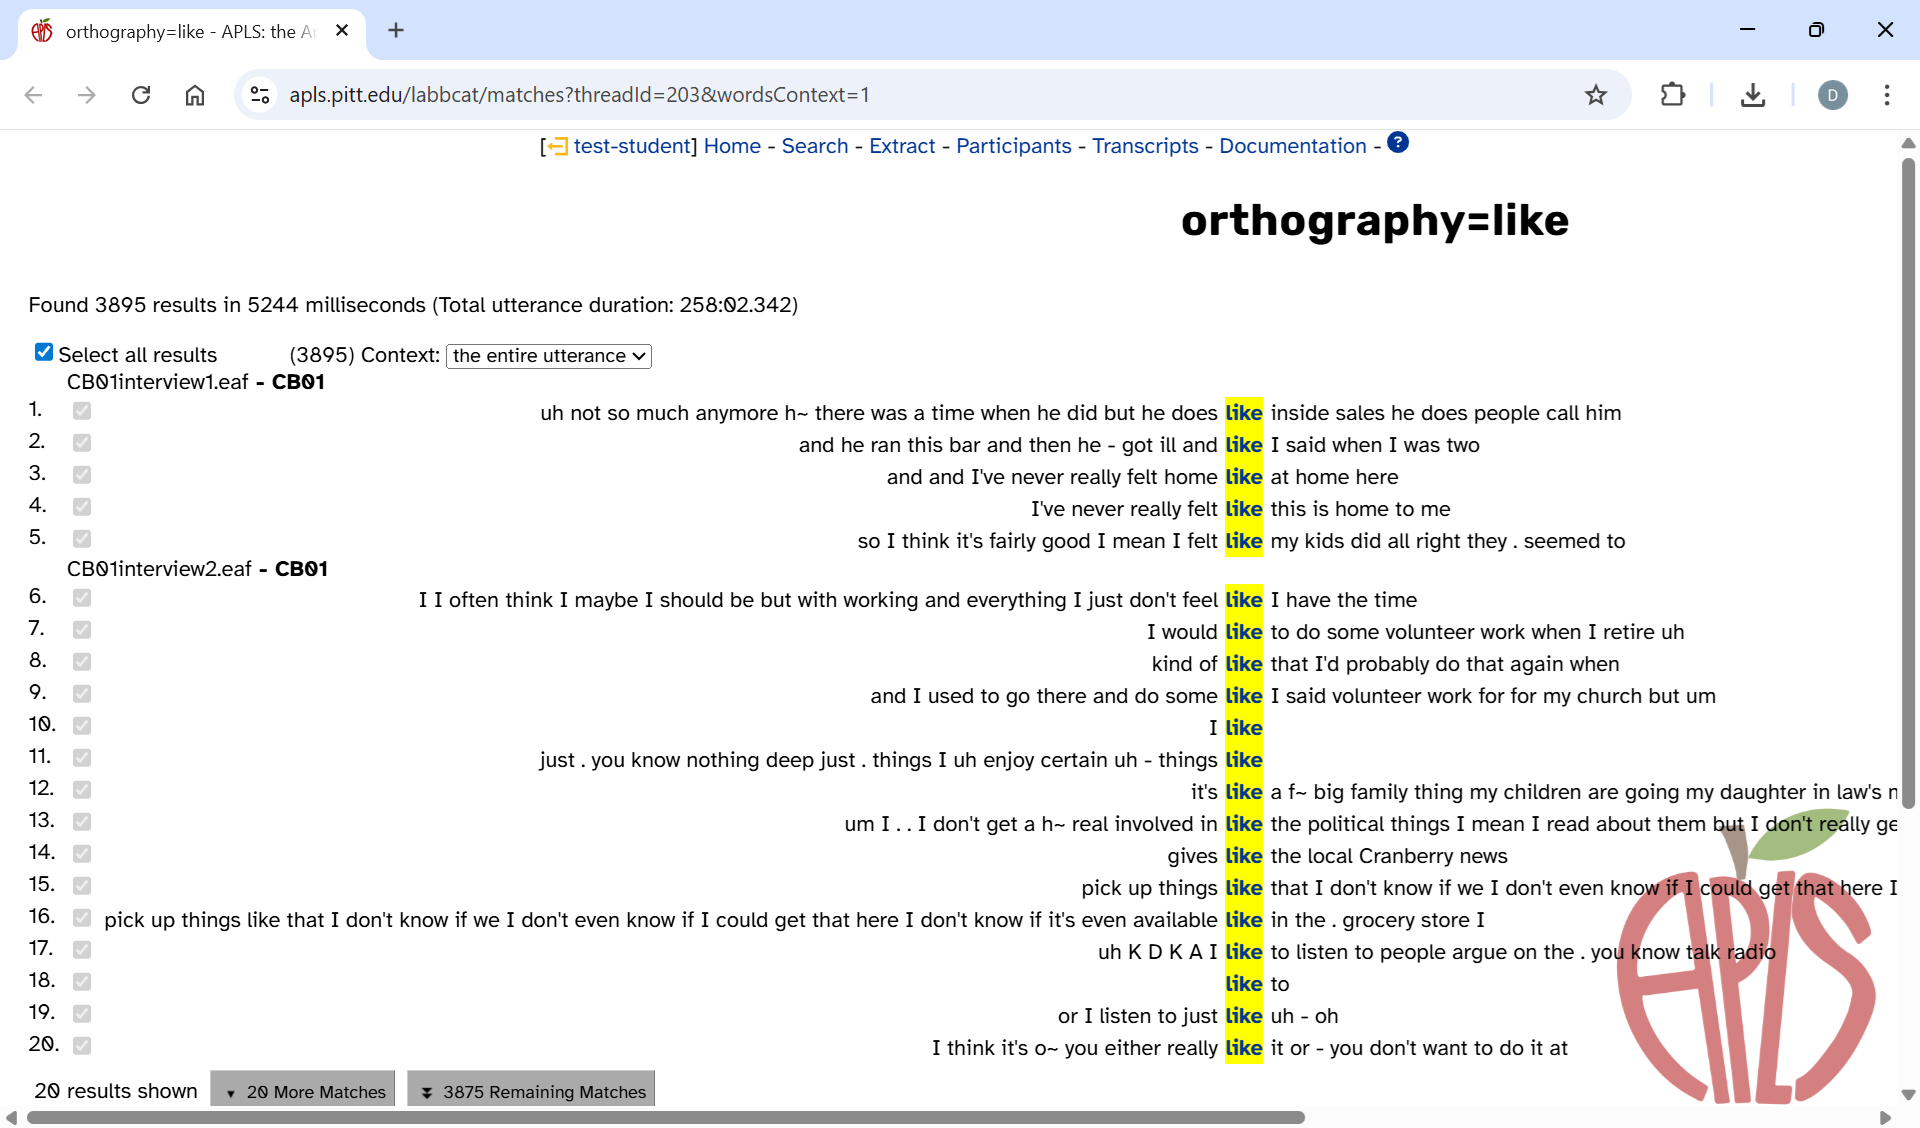 orthography=like - APLS: the A
apls.pitt.edu/labbcat/matches?threadId=203&wordsContext=1
D
[test-student] Home - Search - Extract - Participants - Transcripts - Documentation - ?
orthography=like
Found 3895 results in 5244 milliseconds (Total utterance duration: 258:02.342)
Select all results (3895) Context: the entire utterance
CB01interview1.eaf - CB01
1. uh not so much anymore h~ there was a time when he did but he does like inside sales he does people call him
2. and he ran this bar and then he - got ill and like I said when I was two
3. and and I've never really felt home like at home here
4. I've never really felt like this is home to me
5. so I think it's fairly good I mean I felt like my kids did all right they . seemed to
CB01interview2.eaf - CB01
6. I I often think I maybe I should be but with working and everything I just don't feel like I have the time
7. I would like to do some volunteer work when I retire uh
8. kind of like that I'd probably do that again when
9. and I used to go there and do some like I said volunteer work for for my church but um
10. I like
11. just . you know nothing deep just . things I uh enjoy certain uh - things like
12. it's like a f~ big family thing my children are going my daughter in law's
13. um I . . I don't get a h~ real involved in like the political things I mean I read about them but I don't really ge
14. gives like the local Cranberry news
15. pick up things like that I don't know if we I don't even know if I could get that here I
16. pick up things like that I don't know if we I don't even know if I could get that here I don't know if it's even available like in the . grocery store I
17. uh K D K A I like to listen to people argue on the . you know talk radio
18. like to
19. or I listen to just like uh - oh
20. I think it's o~ you either really like it or - you don't want to do it at
20 results shown 20 More Matches 3875 Remaining Matches
APLS